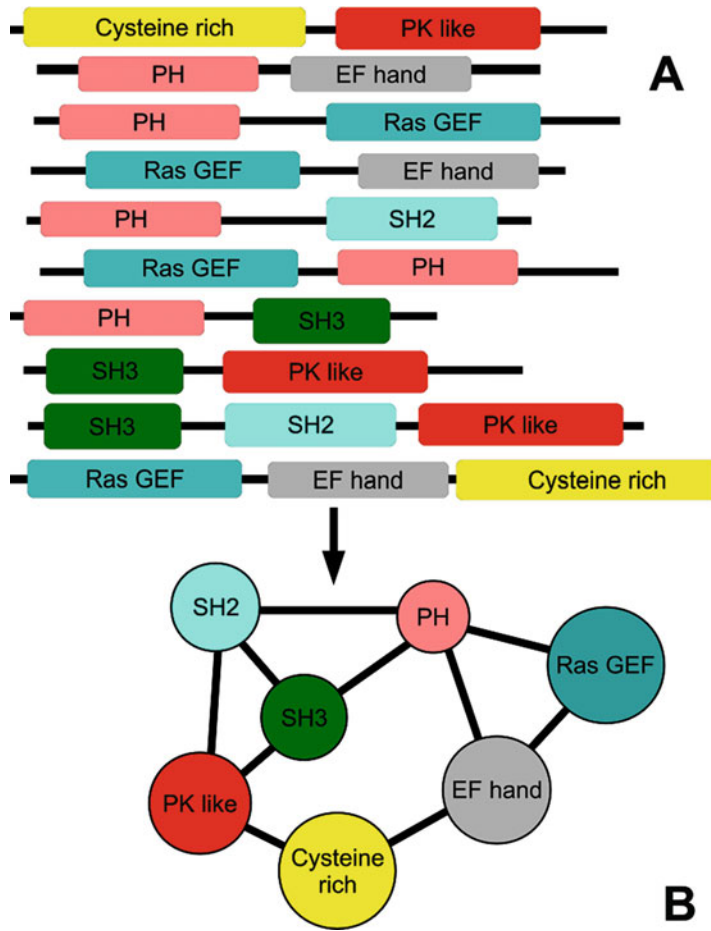 Cysteine rich PK like
A
PH EF hand
PH Ras GEF
Ras GEF EF hand
PH SH2
Ras GEF PH
PH SH3
SH3 PK like
SH3 SH2 PK like
Ras GEF EF hand Cysteine rich
SH2
PH
Ras GEF
SH3
EF hand
PK like
Cysteine
rich
B